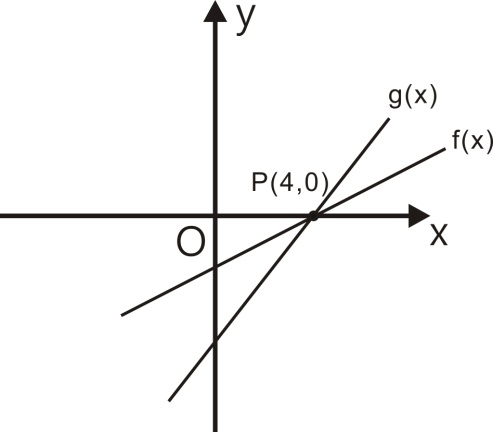 y
g(x)
f(x)
P(4,0)
O
x